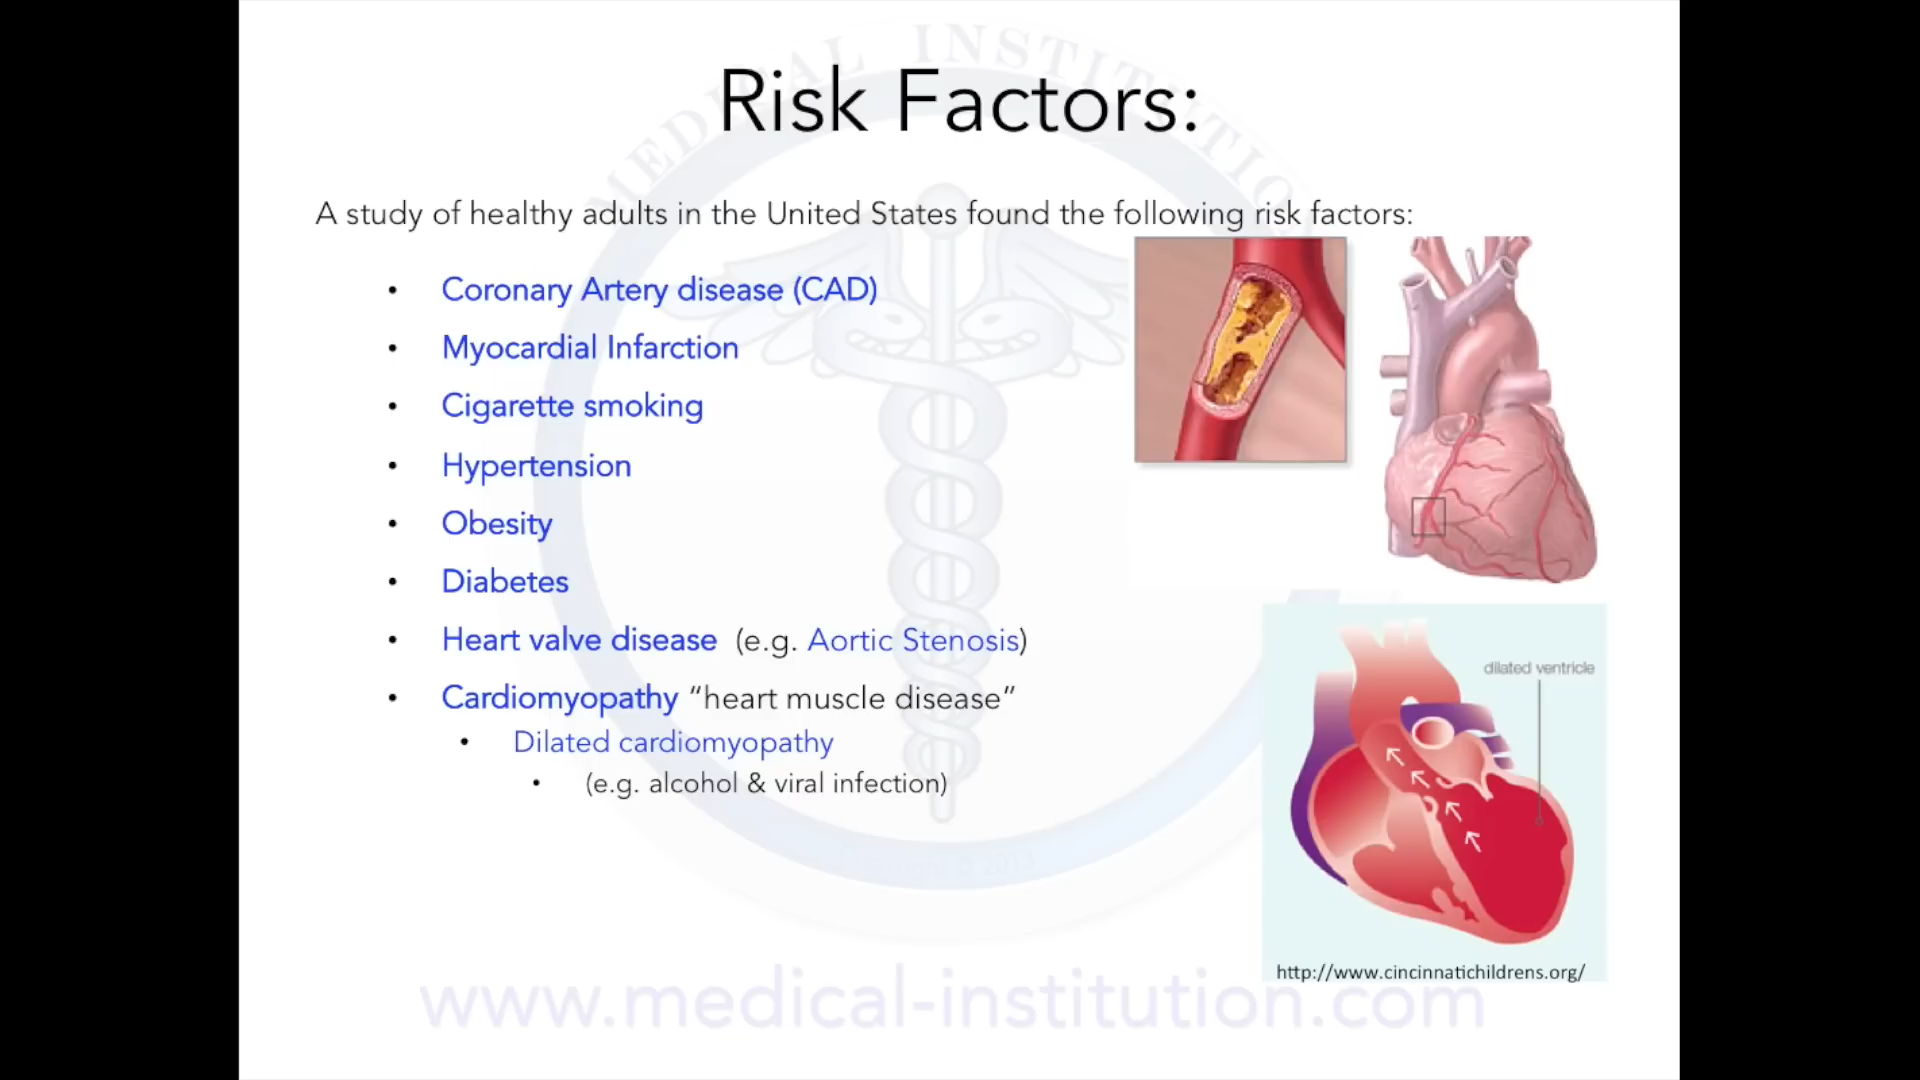 MEDICAL INSTITUTION
Risk Factors:
A study of healthy adults in the United States found the following risk factors:
• Coronary Artery disease (CAD)
• Myocardial Infarction
• Cigarette smoking
• Hypertension
• Obesity
• Diabetes
• Heart valve disease (e.g. Aortic Stenosis)
• Cardiomyopathy “heart muscle disease”
• Dilated cardiomyopathy
• (e.g. alcohol & viral infection)
dilated ventricle
http://www.cincinnatichildrens.org/
www.medical-institution.com